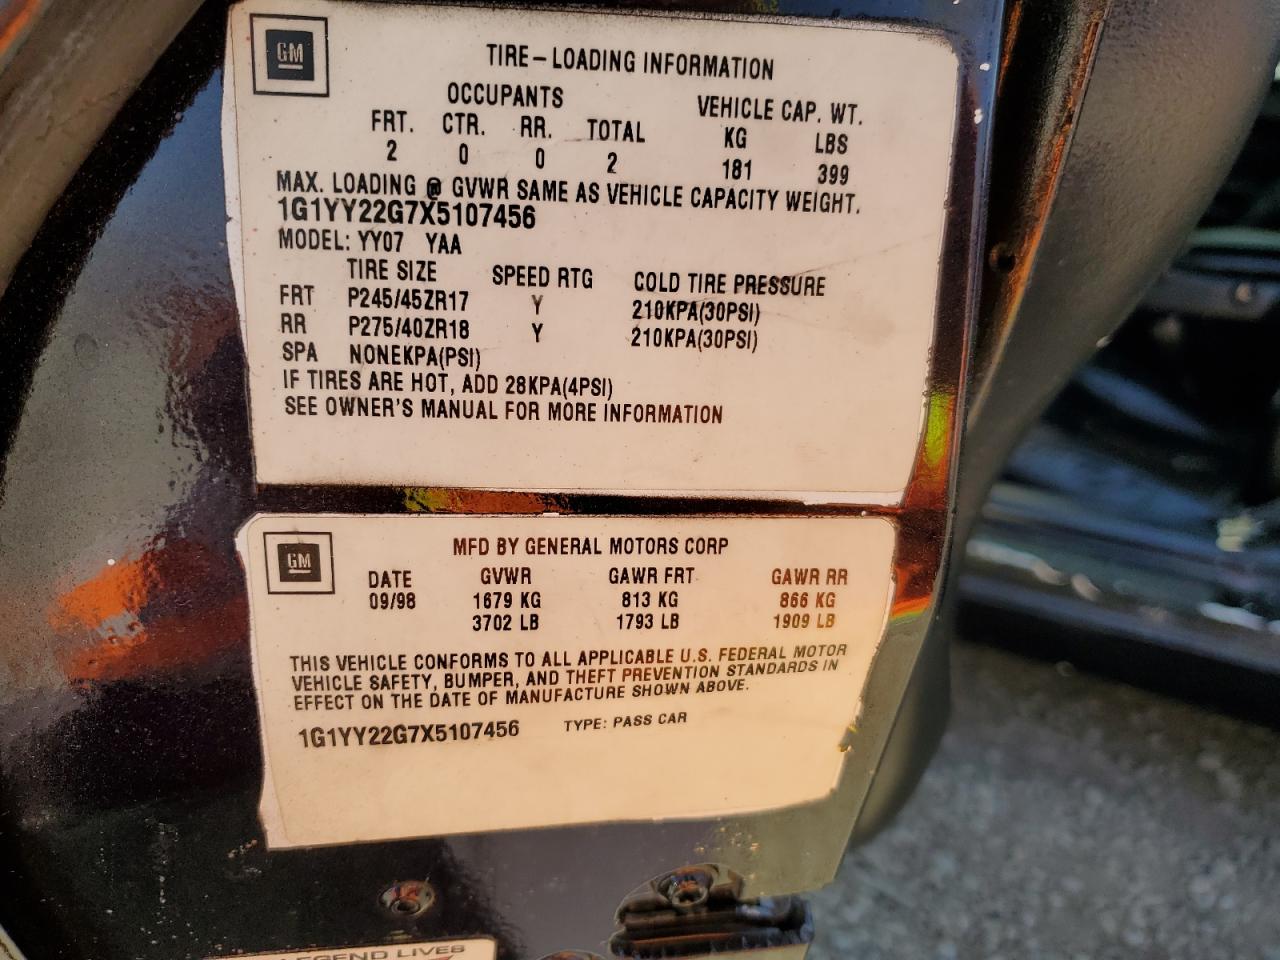 GM
TIRE-LOADING INFORMATION
OCCUPANTS VEHICLE CAP. WT.
FRT. CTR. RR. TOTAL KG LBS
2 0 0 2 181 399
MAX. LOADING @ GVWR SAME AS VEHICLE CAPACITY WEIGHT.
1G1YY22G7X5107456
MODEL: YY07 YAA
TIRE SIZE SPEED RTG COLD TIRE PRESSURE
FRT P245/45ZR17 Y 210KPA(30PSI)
RR P275/40ZR18 Y 210KPA(30PSI)
SPA NONEKPA(PSI)
IF TIRES ARE HOT, ADD 28KPA(4PSI)
SEE OWNER'S MANUAL FOR MORE INFORMATION
GM
MFD BY GENERAL MOTORS CORP
DATE GVWR GAWR FRT GAWR RR
09/98 1679 KG 813 KG 866 KG
3702 LB 1793 LB 1909 LB
THIS VEHICLE CONFORMS TO ALL APPLICABLE U.S. FEDERAL MOTOR
VEHICLE SAFETY, BUMPER, AND THEFT PREVENTION STANDARDS IN
EFFECT ON THE DATE OF MANUFACTURE SHOWN ABOVE.
1G1YY22G7X5107456 TYPE: PASS CAR
LEGEND LIVES